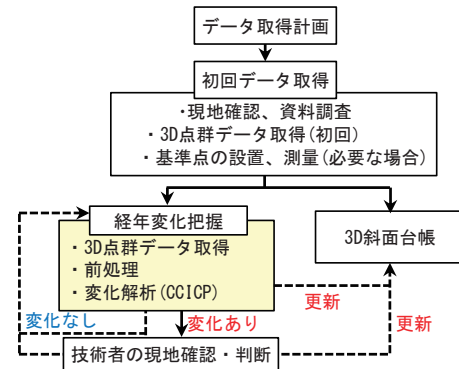 データ取得計画
初回データ取得
・現地確認、資料調査
・3D点群データ取得(初回)
・基準点の設置、測量(必要な場合)
経年変化把握
・3D点群データ取得
・前処理
・変化解析(CCICP)
3D斜面台帳
更新
変化なし
変化あり
更新
技術者の現地確認・判断